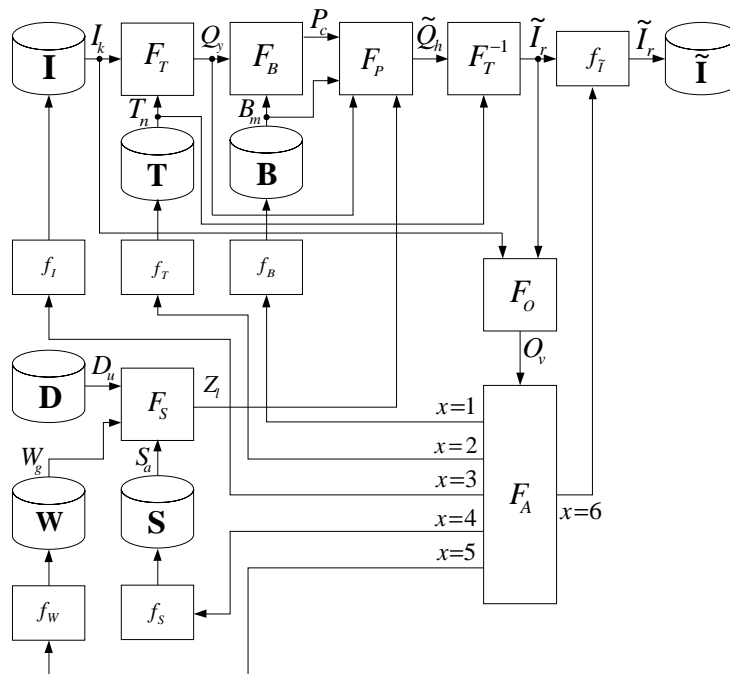 I
I_k
F_T
Q_y
F_B
P_c
F_P
Q̃_h
F_T^{-1}
Ĩ_r
f_Ĩ
Ĩ_r
Ĩ
T_n
B_m
T
B
f_I
f_T
f_B
F_O
O_v
D
D_u
F_S
Z_l
x=1
x=2
x=3
x=4
x=5
F_A
x=6
W_g
S_a
W
S
f_W
f_S